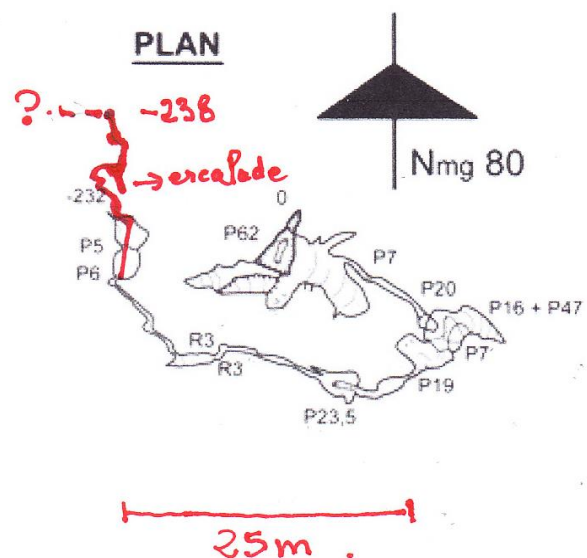 PLAN
? -238
Nmg 80
→ escalade
-232
0
P62
P5
P7
P6
P20
P16 + P47
R3
P7
R3
P19
P23,5
25m.